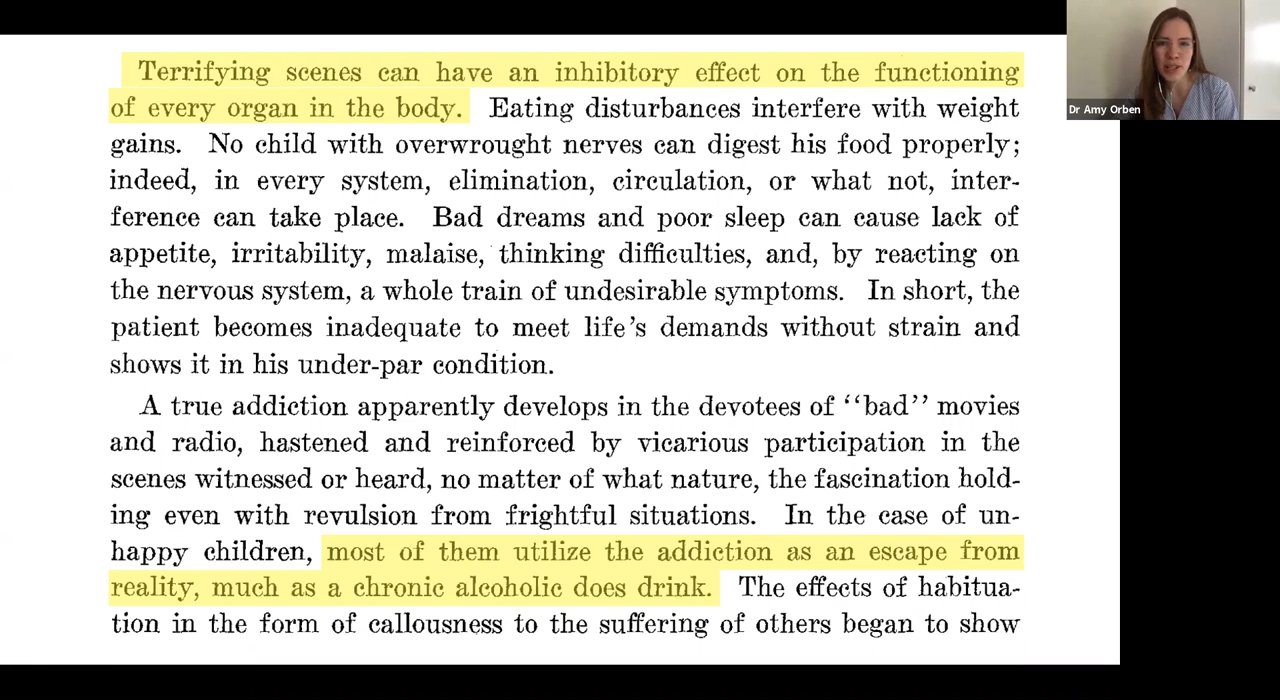 Terrifying scenes can have an inhibitory effect on the functioning
of every organ in the body. Eating disturbances interfere with weight
gains. No child with overwrought nerves can digest his food properly;
indeed, in every system, elimination, circulation, or what not, inter-
ference can take place. Bad dreams and poor sleep can cause lack of
appetite, irritability, malaise, thinking difficulties, and, by reacting on
the nervous system, a whole train of undesirable symptoms. In short, the
patient becomes inadequate to meet life's demands without strain and
shows it in his under-par condition.
A true addiction apparently develops in the devotees of ‘‘bad’’ movies
and radio, hastened and reinforced by vicarious participation in the
scenes witnessed or heard, no matter of what nature, the fascination hold-
ing even with revulsion from frightful situations. In the case of un-
happy children, most of them utilize the addiction as an escape from
reality, much as a chronic alcoholic does drink. The effects of habitua-
tion in the form of callousness to the suffering of others began to show
Dr Amy Orben